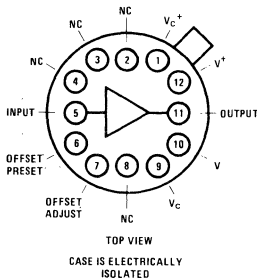 NC
VC+
NC
V+
NC
3
2
1
4
12
INPUT
5
11
OUTPUT
6
10
OFFSET
PRESET
7
8
9
V
OFFSET
ADJUST
NC
VC
TOP VIEW
CASE IS ELECTRICALLY
ISOLATED